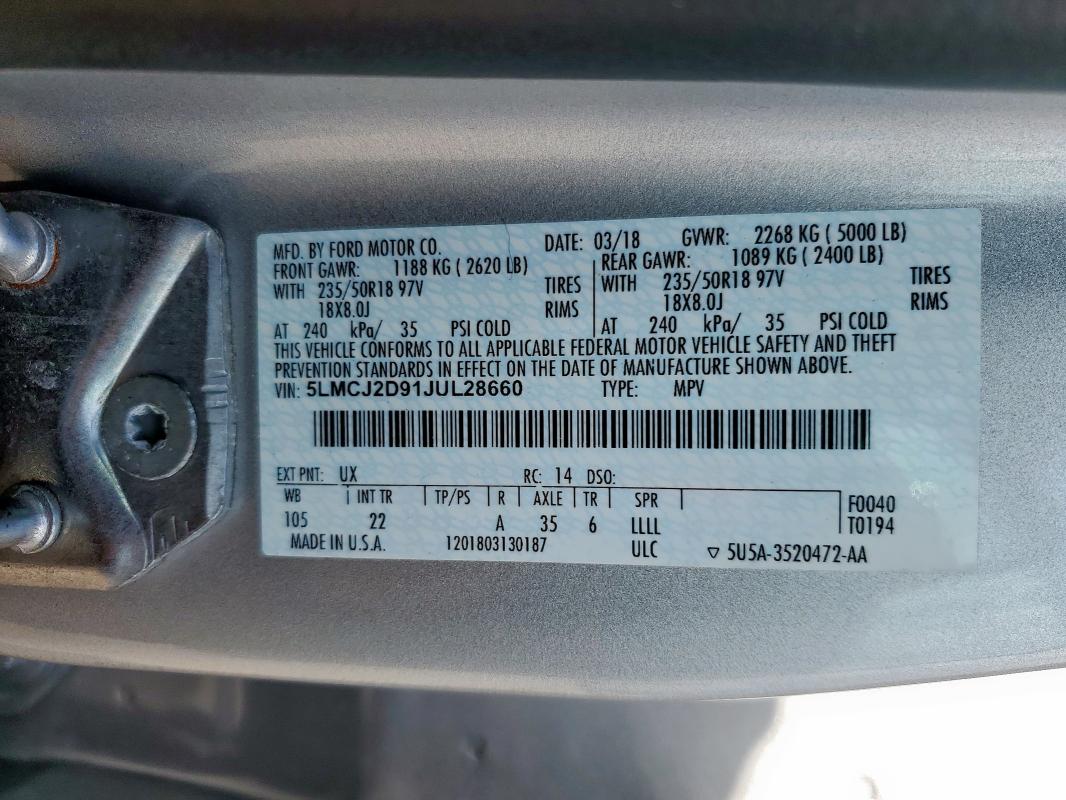 MFD. BY FORD MOTOR CO. DATE: 03/18 GVWR: 2268 KG ( 5000 LB)
FRONT GAWR: 1188 KG ( 2620 LB) REAR GAWR: 1089 KG ( 2400 LB)
WITH 235/50R18 97V TIRES WITH 235/50R18 97V TIRES
18X8.0J RIMS 18X8.0J RIMS
AT 240 kPa/ 35 PSI COLD AT 240 kPa/ 35 PSI COLD
THIS VEHICLE CONFORMS TO ALL APPLICABLE FEDERAL MOTOR VEHICLE SAFETY AND THEFT
PREVENTION STANDARDS IN EFFECT ON THE DATE OF MANUFACTURE SHOWN ABOVE.
VIN: 5LMCJ2D91JUL28660 TYPE: MPV
EXT PNT: UX RC: 14 DSO:
WB INT TR TP/PS R AXLE TR SPR F0040
105 22 A 35 6 LLLL T0194
MADE IN U.S.A. 1201803130187 ULC ▽ 5U5A-3520472-AA